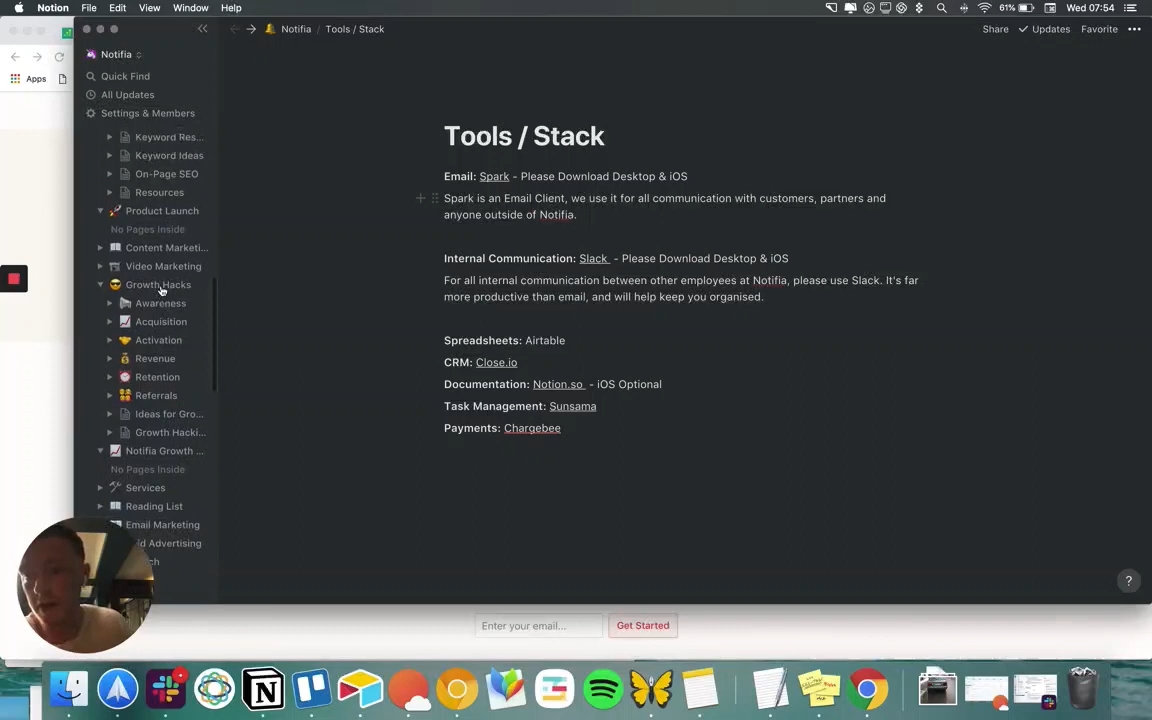 Notion File Edit View Window Help
61% Wed 07:54
Notifia / Tools / Stack
Share Updates Favorite
Notifia
Quick Find
All Updates
Settings & Members
Apps
Keyword Res...
Keyword Ideas
On-Page SEO
Resources
Product Launch
No Pages Inside
Content Marketi...
Video Marketing
Growth Hacks
Awareness
Acquisition
Activation
Revenue
Retention
Referrals
Ideas for Gro...
Growth Hacki...
Notifia Growth ...
No Pages Inside
Services
Reading List
Email Marketing
Advertising
Tools / Stack
Email: Spark - Please Download Desktop & iOS
Spark is an Email Client, we use it for all communication with customers, partners and
anyone outside of Notifia.
Internal Communication: Slack - Please Download Desktop & iOS
For all internal communication between other employees at Notifia, please use Slack. It's far
more productive than email, and will help keep you organised.
Spreadsheets: Airtable
CRM: Close.io
Documentation: Notion.so - iOS Optional
Task Management: Sunsama
Payments: Chargebee
?
Enter your email... Get Started